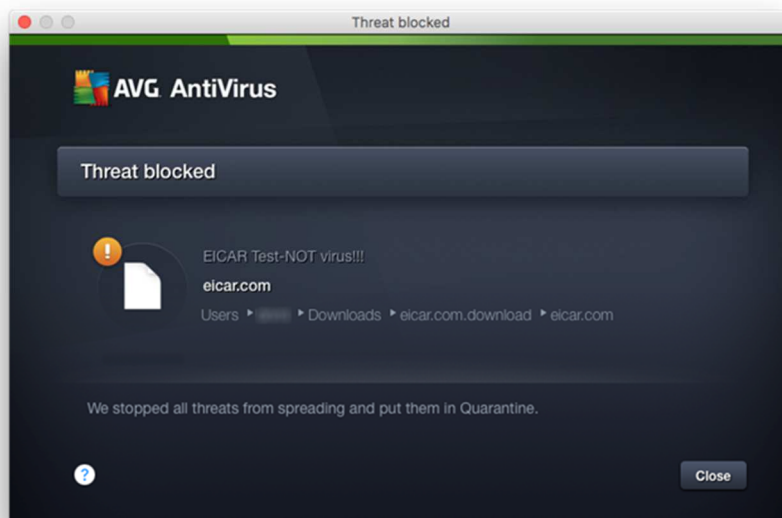 Threat blocked
AVG AntiVirus
Threat blocked
!
EICAR Test-NOT virus!!!
eicar.com
Users ▸ ▸ Downloads ▸ eicar.com.download ▸ eicar.com
We stopped all threats from spreading and put them in Quarantine.
? Close